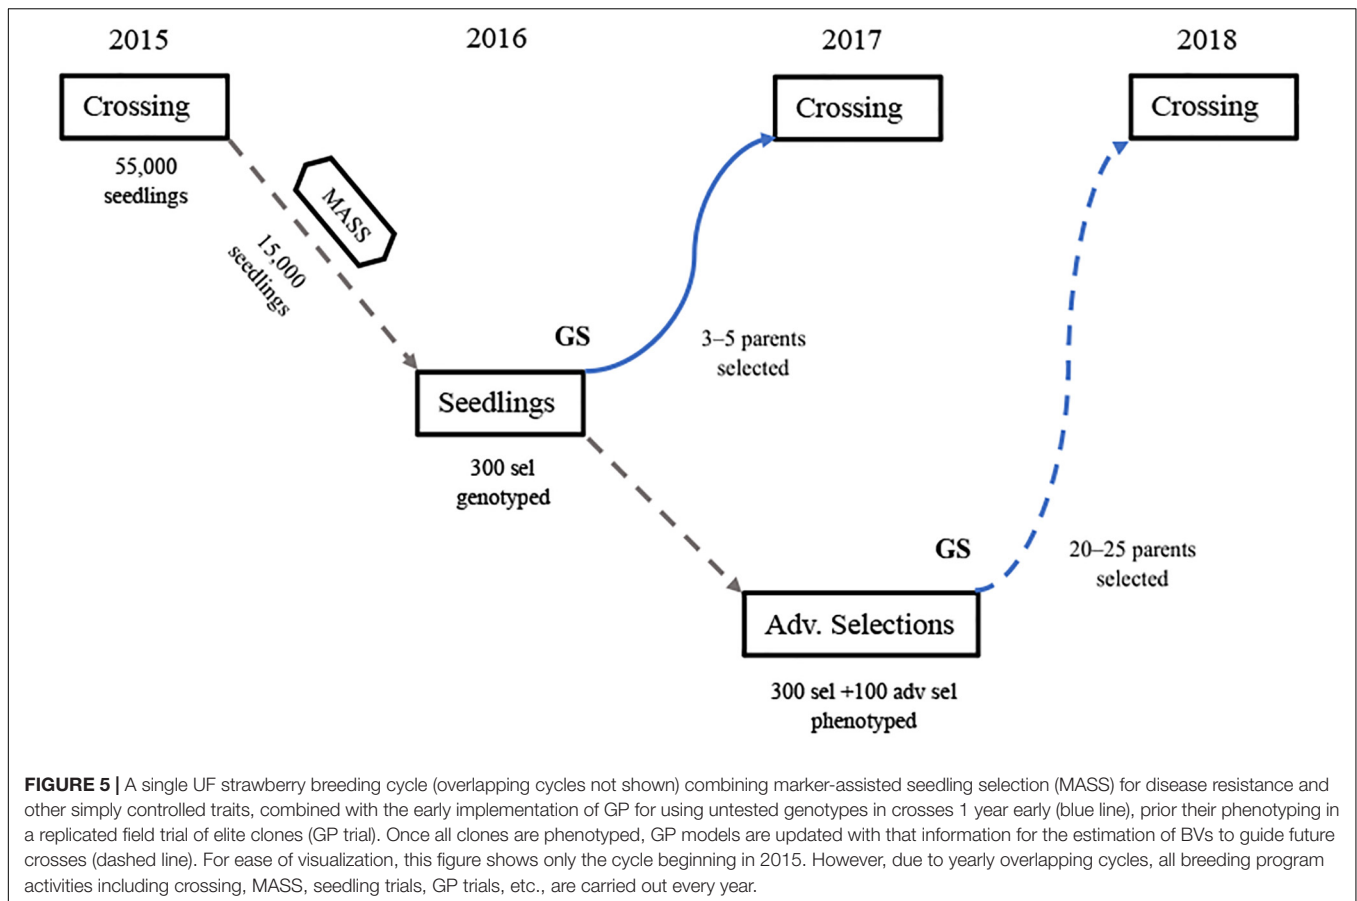 2015
2016
2017
2018
Crossing
Crossing
Crossing
55,000
seedlings
MASS
15,000
seedlings
GS
3–5 parents
selected
Seedlings
300 sel
genotyped
GS
20–25 parents
selected
Adv. Selections
300 sel +100 adv sel
phenotyped
FIGURE 5 | A single UF strawberry breeding cycle (overlapping cycles not shown) combining marker-assisted seedling selection (MASS) for disease resistance and
other simply controlled traits, combined with the early implementation of GP for using untested genotypes in crosses 1 year early (blue line), prior their phenotyping in
a replicated field trial of elite clones (GP trial). Once all clones are phenotyped, GP models are updated with that information for the estimation of BVs to guide future
crosses (dashed line). For ease of visualization, this figure shows only the cycle beginning in 2015. However, due to yearly overlapping cycles, all breeding program
activities including crossing, MASS, seedling trials, GP trials, etc., are carried out every year.